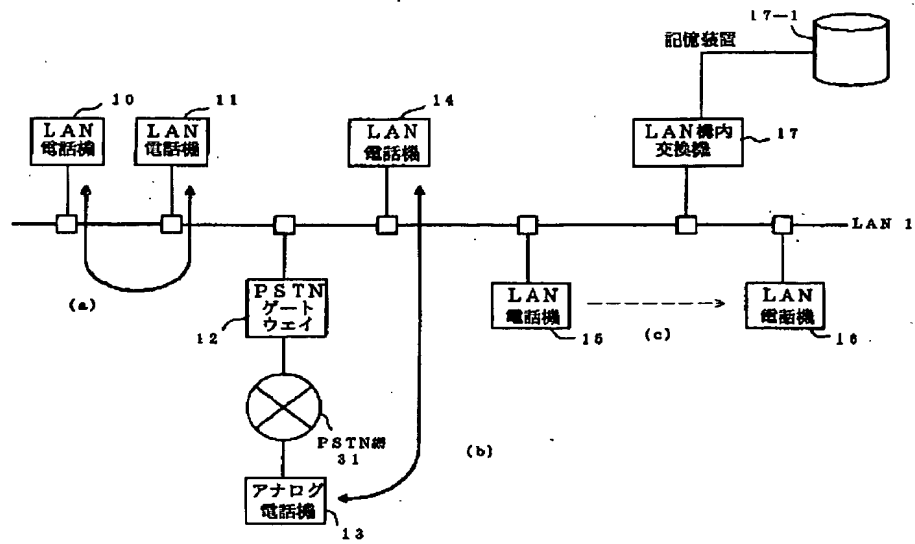 17-1
記憶装置
10
11
14
LAN
電話機
LAN
電話機
LAN
電話機
LAN構内
交換機
17
LAN 1
(a)
PSTN
ゲート
ウェイ
12
LAN
電話機
15
(c)
LAN
電話機
16
PSTN網
31
(b)
アナログ
電話機
13